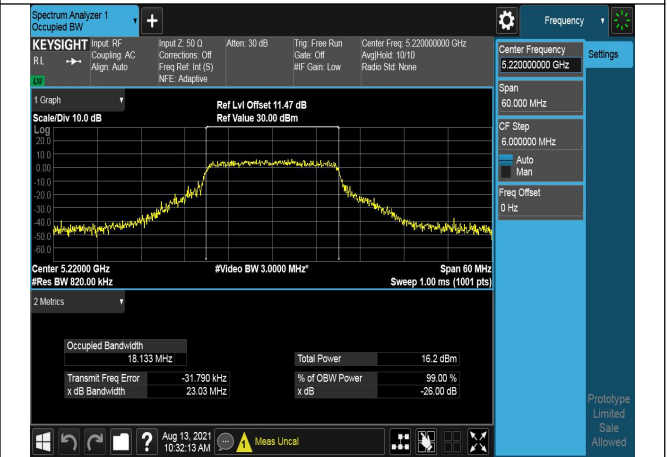 Spectrum Analyzer 1
Occupied BW
+
Frequency
KEYSIGHT Input: RF Input Z: 50 Ω Atten: 30 dB Trig: Free Run Center Freq: 5.220000000 GHz
R L Coupling: AC Corrections: Off Gate: Off Avg|Hold: 10/10
Align: Auto Freq Ref: Int (S) #IF Gain: Low Radio Std: None
NFE: Adaptive
LXI
Center Frequency
5.220000000 GHz
Settings
Span
60.000 MHz
CF Step
6.000000 MHz
Auto
Man
Freq Offset
0 Hz
1 Graph
Ref Lvl Offset 11.47 dB
Scale/Div 10.0 dB Ref Value 30.00 dBm
Log
20.0
10.0
0.00
-10.0
-20.0
-30.0
-40.0
-50.0
-60.0
Center 5.22000 GHz #Video BW 3.0000 MHz* Span 60 MHz
#Res BW 820.00 kHz Sweep 1.00 ms (1001 pts)
2 Metrics
Occupied Bandwidth
18.133 MHz Total Power 16.2 dBm
Transmit Freq Error -31.790 kHz % of OBW Power 99.00 %
x dB Bandwidth 23.03 MHz x dB -26.00 dB
Prototype
Limited
Sale
Allowed
? Aug 13, 2021
10:32:13 AM
Meas Uncal